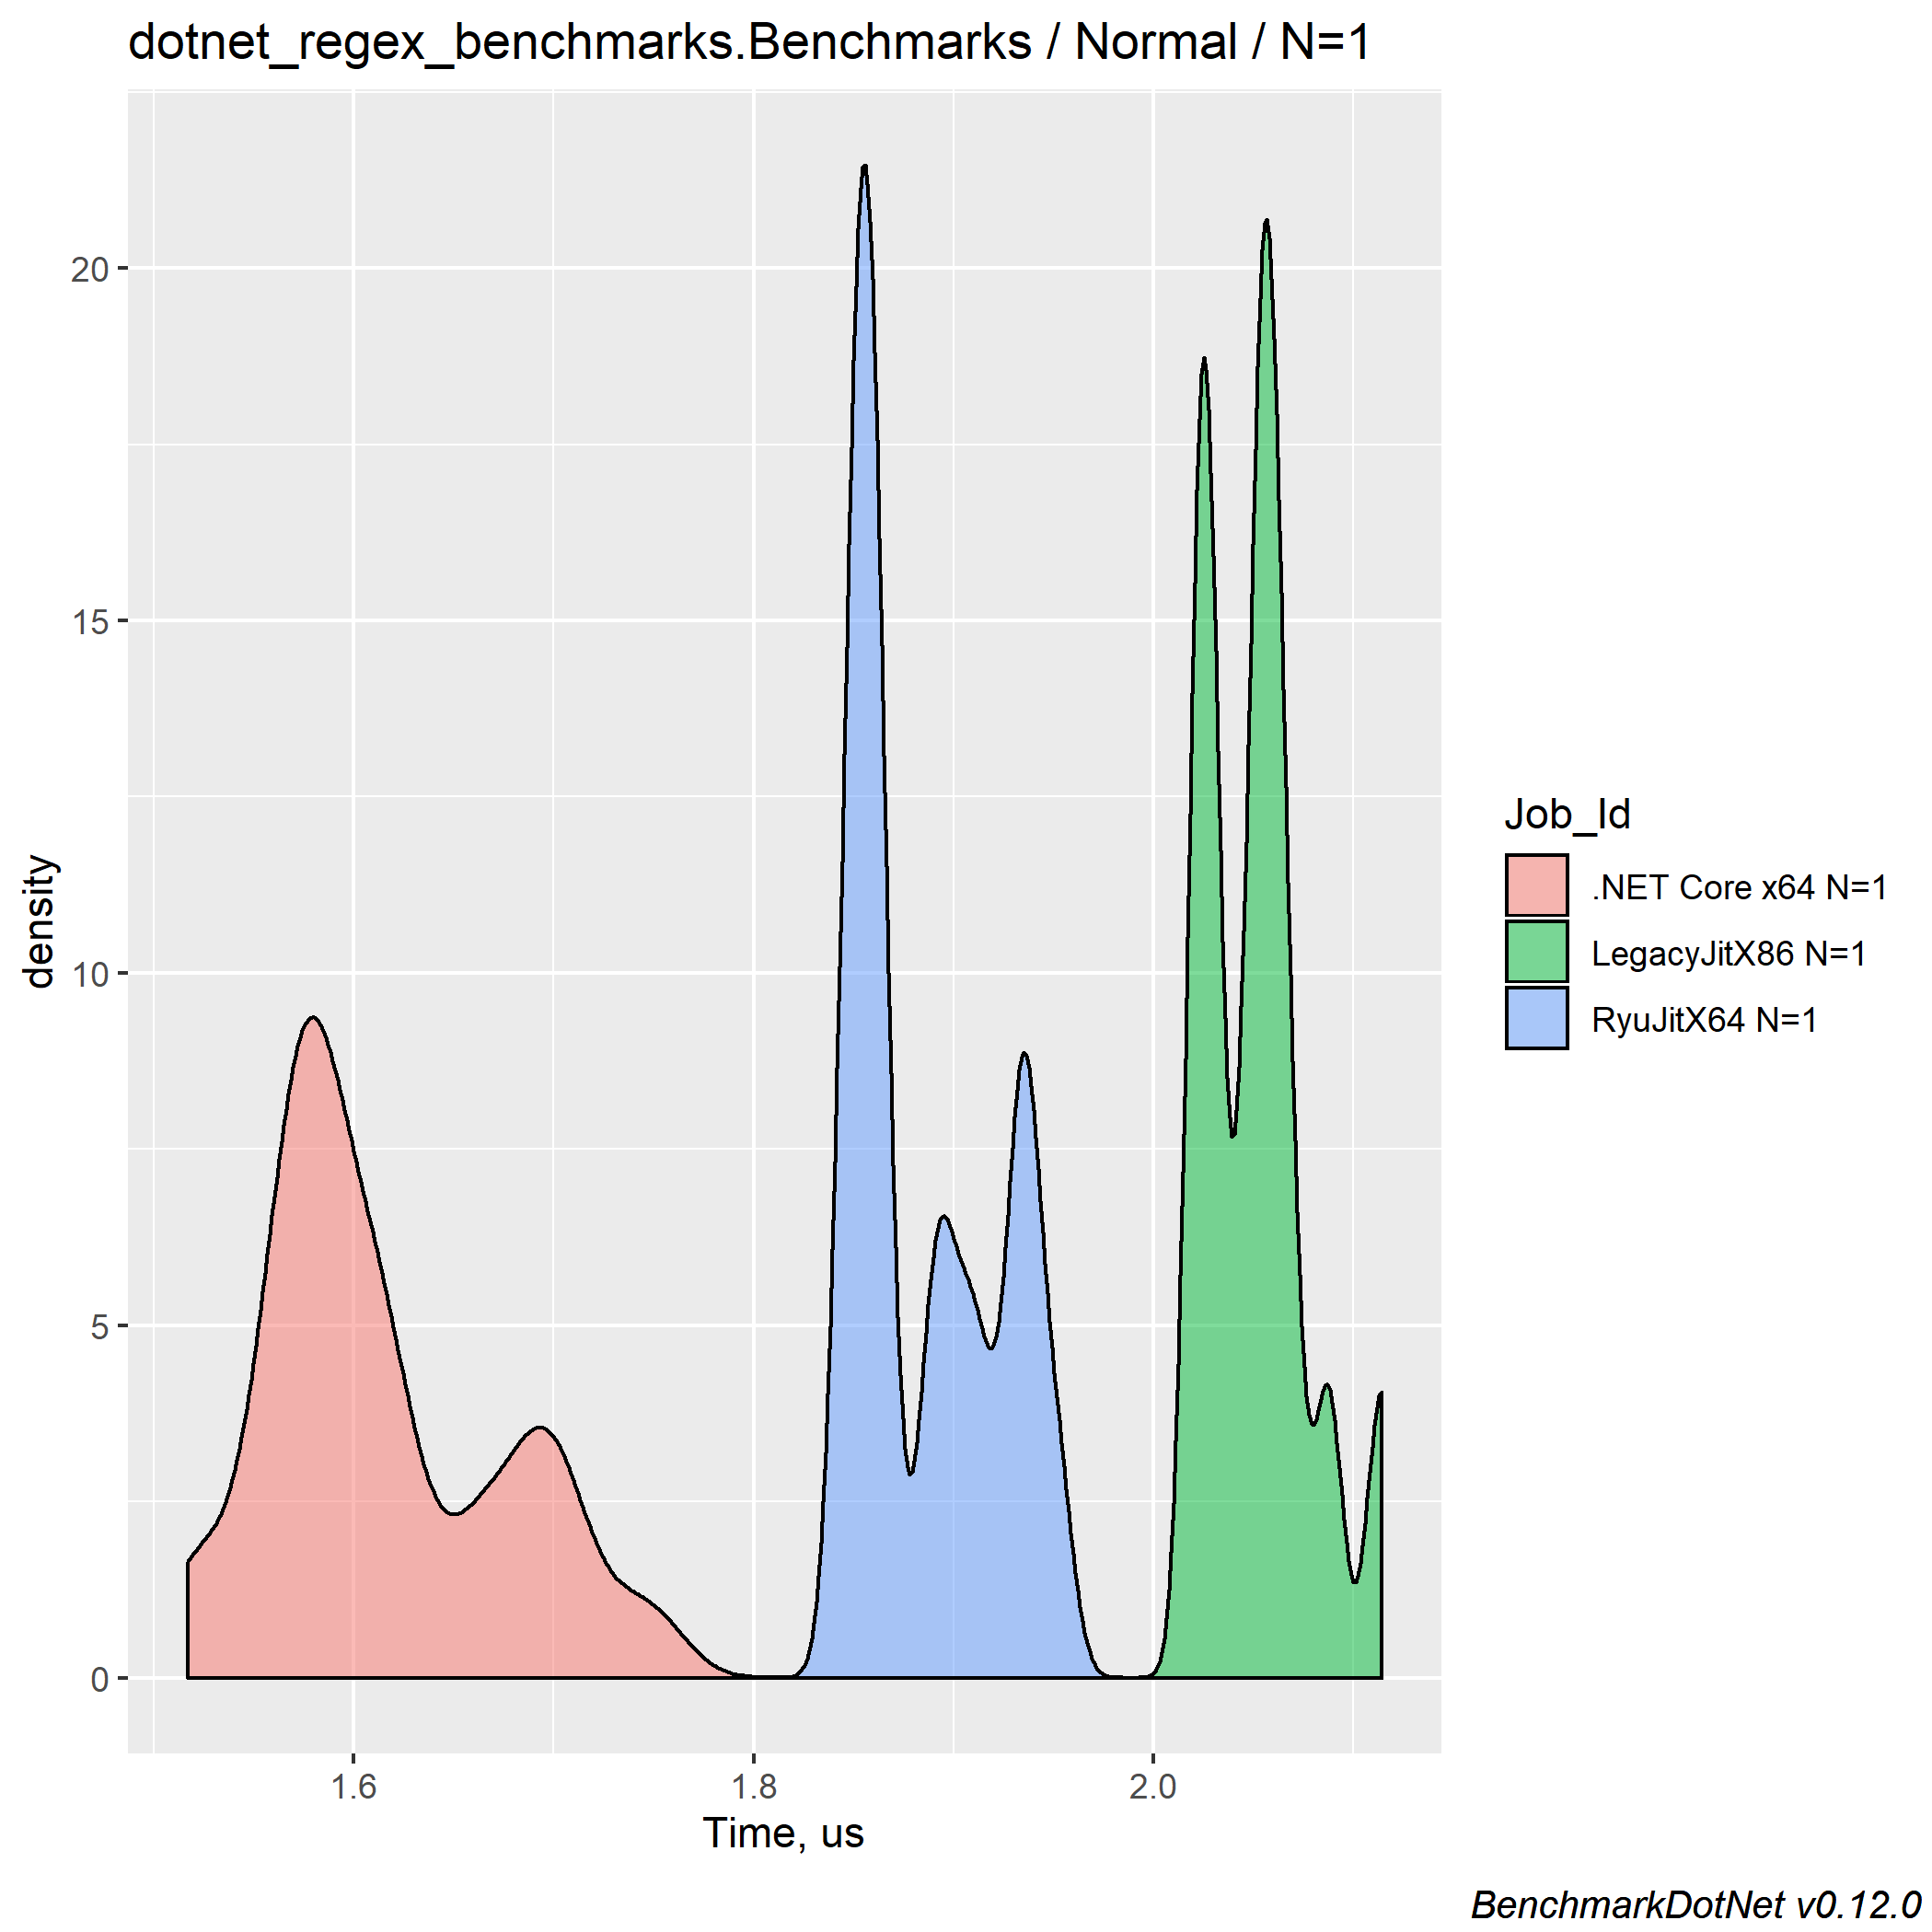 dotnet_regex_benchmarks.Benchmarks / Normal / N=1
density
20
15
10
5
0
1.6
1.8
2.0
Time, us
Job_Id
.NET Core x64 N=1
LegacyJitX86 N=1
RyuJitX64 N=1
BenchmarkDotNet v0.12.0